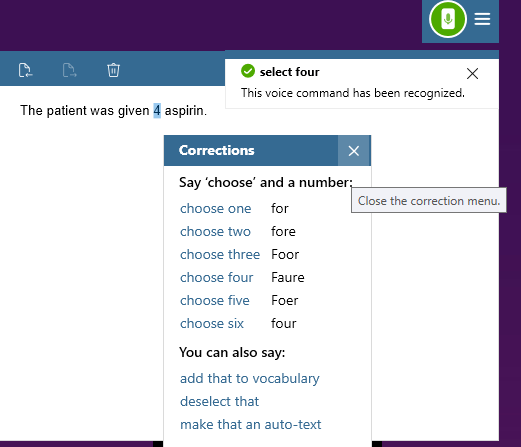 select four
This voice command has been recognized.
The patient was given 4 aspirin.
Corrections
Say ‘choose’ and a number:
Close the correction menu.
choose one for
choose two fore
choose three Foor
choose four Faure
choose five Foer
choose six four
You can also say:
add that to vocabulary
deselect that
make that an auto-text